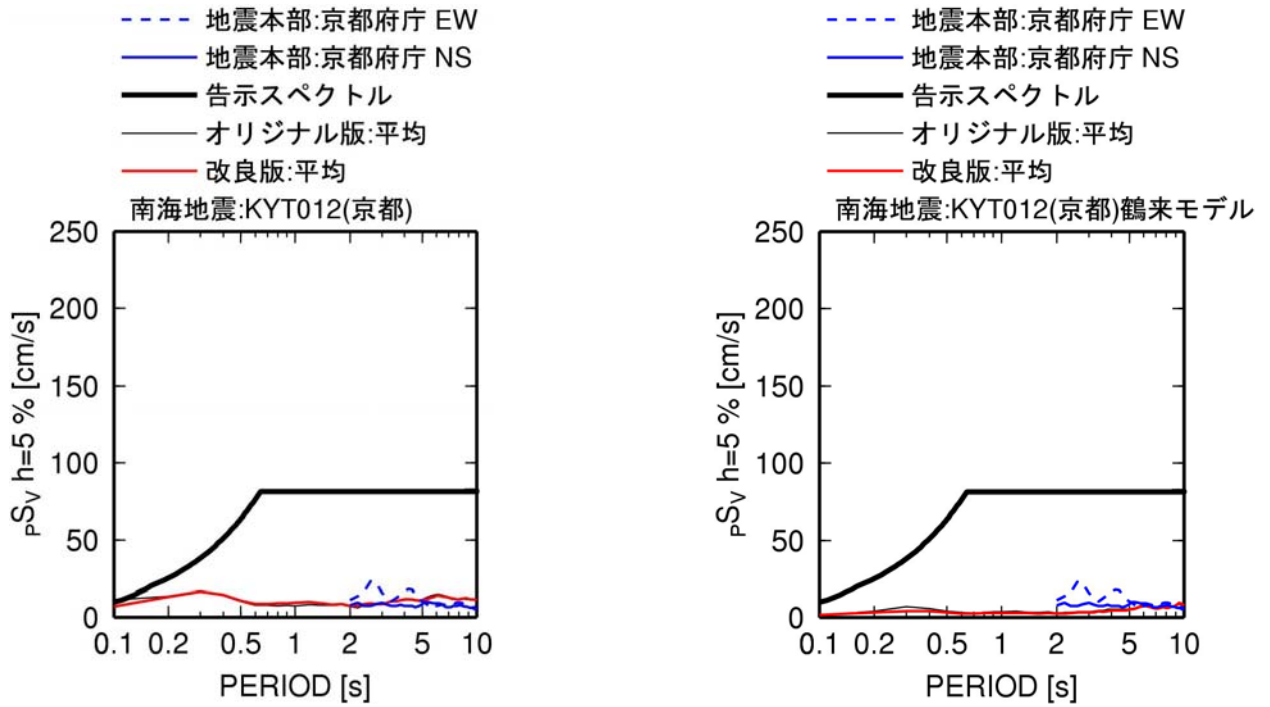 地震本部:京都府庁 EW
地震本部:京都府庁 NS
告示スペクトル
オリジナル版:平均
改良版:平均
南海地震:KYT012(京都)
250
200
150
100
50
0
PSV h=5 % [cm/s]
0.1 0.2 0.5 1 2 5 10
PERIOD [s]
地震本部:京都府庁 EW
地震本部:京都府庁 NS
告示スペクトル
オリジナル版:平均
改良版:平均
南海地震:KYT012(京都)鶴来モデル
250
200
150
100
50
0
PSV h=5 % [cm/s]
0.1 0.2 0.5 1 2 5 10
PERIOD [s]